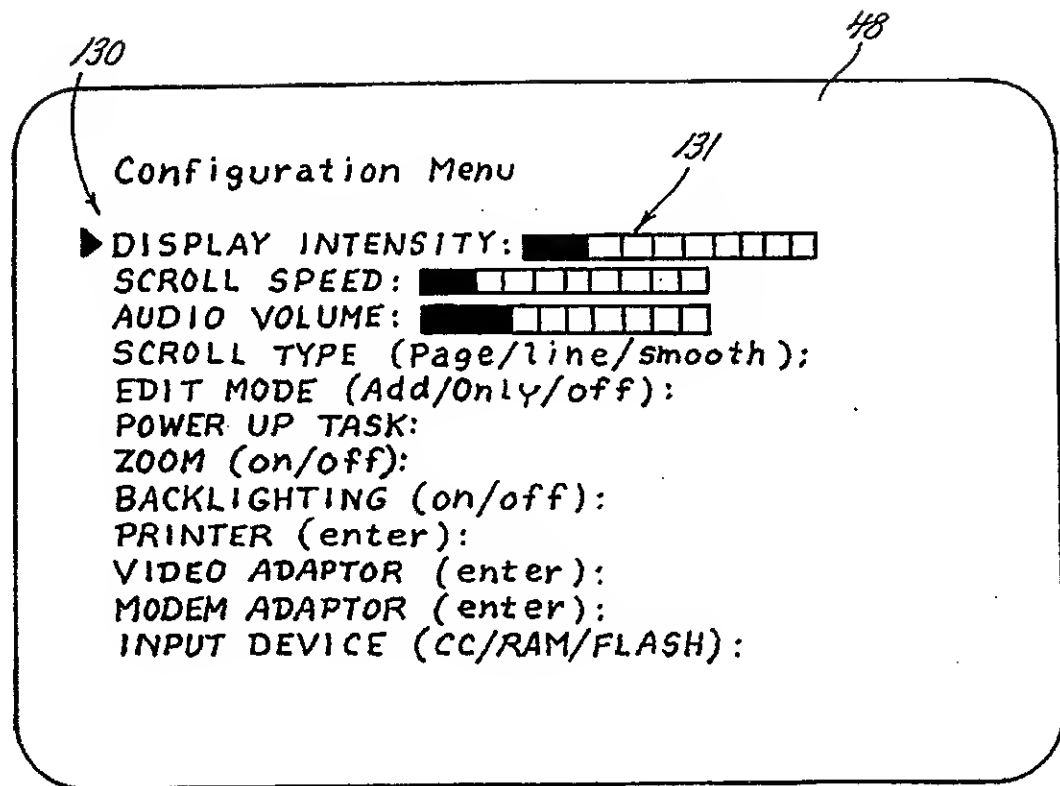 48
130
131
Configuration Menu
DISPLAY INTENSITY:
SCROLL SPEED:
AUDIO VOLUME:
SCROLL TYPE (Page/line/smooth):
EDIT MODE (Add/Only/off):
POWER UP TASK:
ZOOM (on/off):
BACKLIGHTING (on/off):
PRINTER (enter):
VIDEO ADAPTOR (enter):
MODEM ADAPTOR (enter):
INPUT DEVICE (CC/RAM/FLASH):